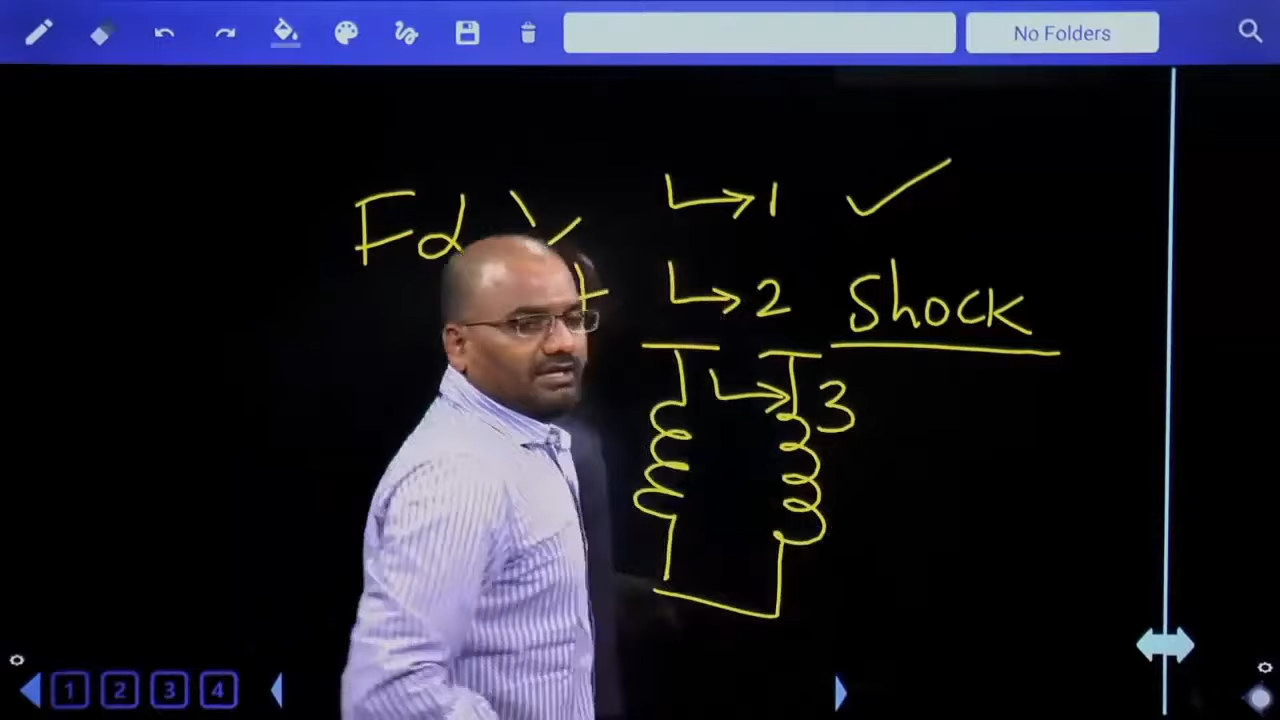 No Folders
Fd
↳ 1 ✓
↳ 2 Shock
↳ 3
1 2 3 4